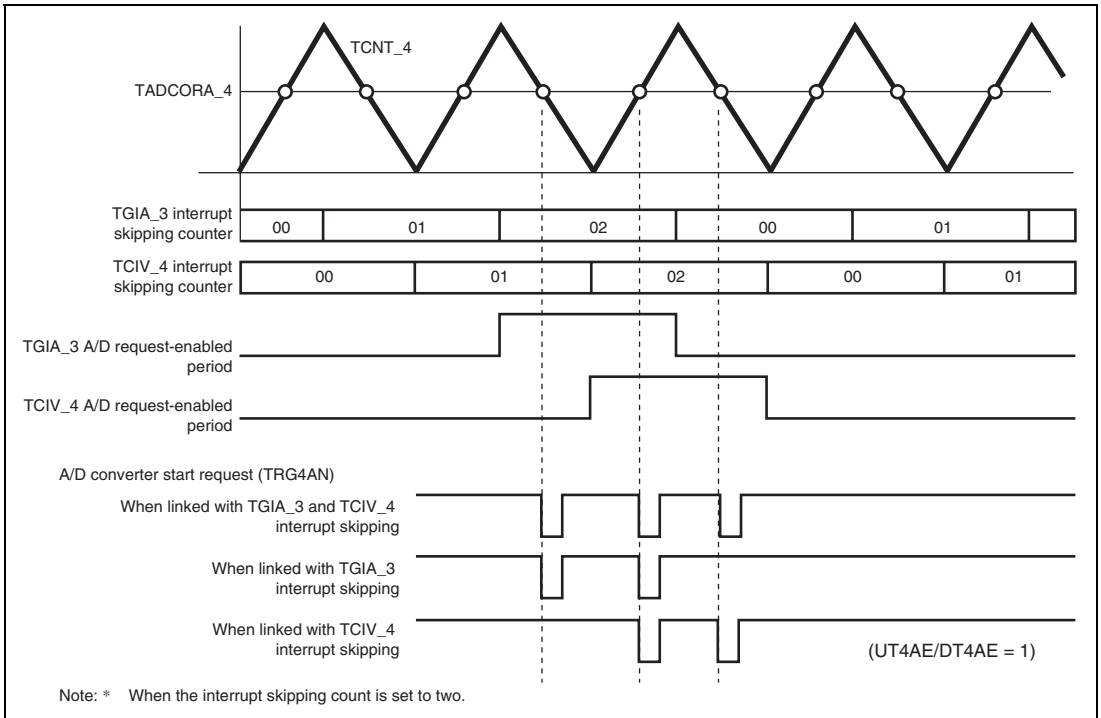 TCNT_4
TADCORA_4
TGIA_3 interrupt
skipping counter
00 01 02 00 01
TCIV_4 interrupt
skipping counter
00 01 02 00 01
TGIA_3 A/D request-enabled
period
TCIV_4 A/D request-enabled
period
A/D converter start request (TRG4AN)
When linked with TGIA_3 and TCIV_4
interrupt skipping
When linked with TGIA_3
interrupt skipping
When linked with TCIV_4
interrupt skipping
(UT4AE/DT4AE = 1)
Note: * When the interrupt skipping count is set to two.